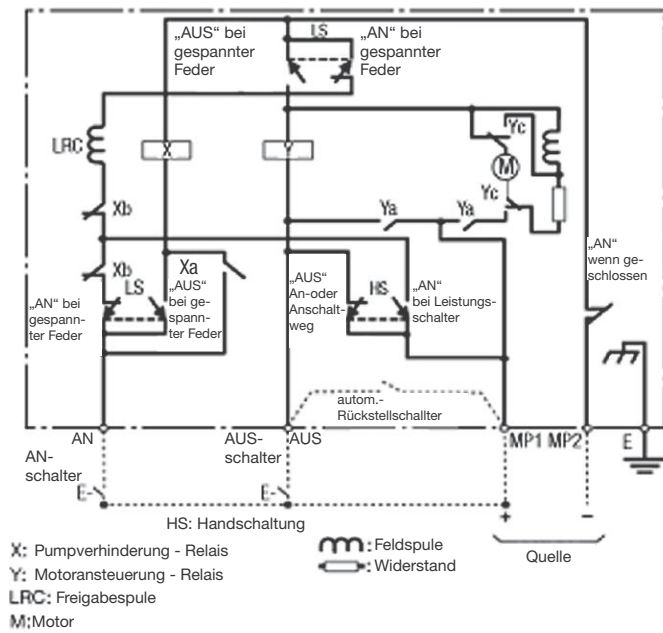 „AUS“ bei
gespannter
Feder
LS
„AN“ bei
gespannter
Feder
LRC
X
Y
Yc
M
Yc
Xb
Ya
Ya
Xb
LS
Xa
„AN“ bei
gespann-
ter Feder
„AUS“
bei ge-
spann-
ter Feder
„AUS“
An-oder
Anschalt-
weg
HS
„AN“
bei Leistungs-
schalter
„AN“
wenn ge-
schlossen
autom.-
Rückstellschallter
AN
AUS-
schalter
AUS
MP1
MP2
E
AN-
schalter
E-
E-
HS: Handschaltung
+
−
Quelle
X: Pumpverhinderung - Relais
Y: Motoransteuerung - Relais
LRC: Freigabespule
M:Motor
:Feldspule
:Widerstand